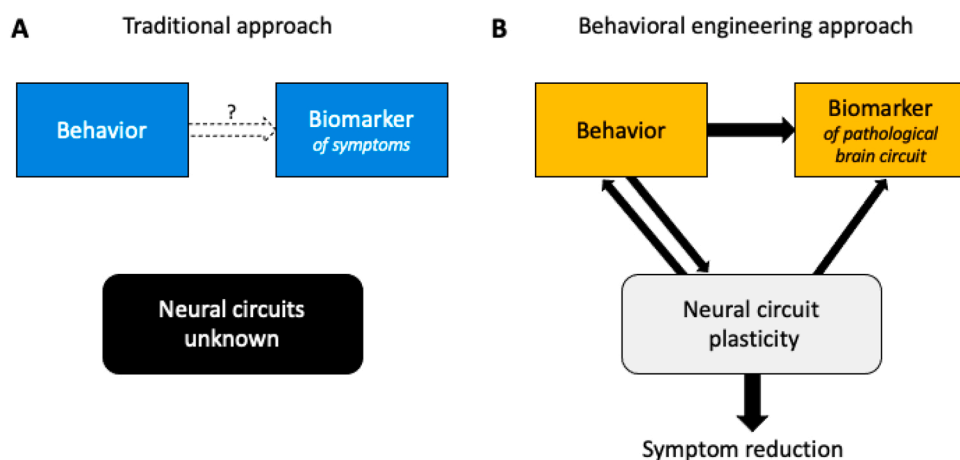 A
Traditional approach
?
Behavior
Biomarker
of symptoms
Neural circuits
unknown
B
Behavioral engineering approach
Behavior
Biomarker
of pathological
brain circuit
Neural circuit
plasticity
Symptom reduction